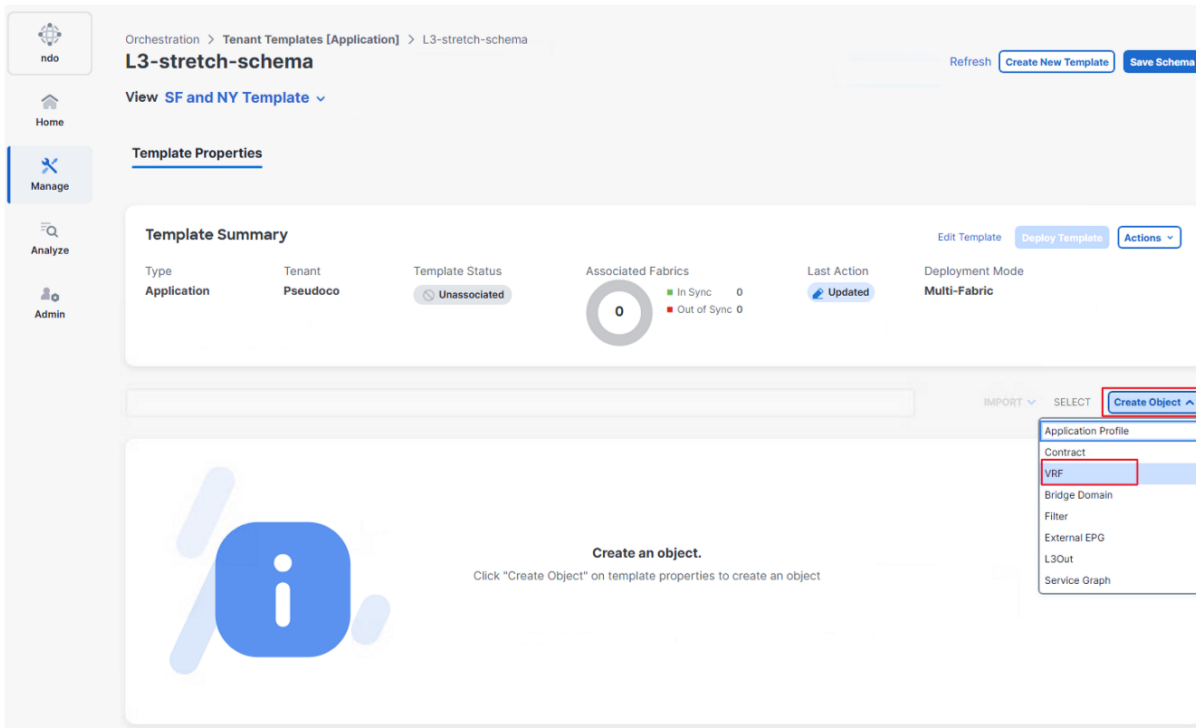 ndo
Home
Manage
Analyze
Admin
Orchestration > Tenant Templates [Application] > L3-stretch-schema
L3-stretch-schema
Refresh Create New Template Save Schema
View SF and NY Template
Template Properties
Template Summary
Edit Template Deploy Template Actions
Type Tenant Template Status Associated Fabrics Last Action Deployment Mode
Application Pseudoco Unassociated 0 In Sync 0 Updated Multi-Fabric
Out of Sync 0
IMPORT SELECT Create Object
Application Profile
Contract
VRF
Bridge Domain
Filter
External EPG
L3Out
Service Graph
Create an object.
Click "Create Object" on template properties to create an object